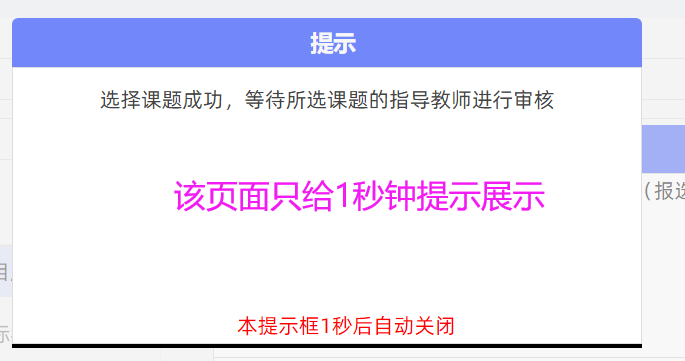 提示
选择课题成功，等待所选课题的指导教师进行审核
该页面只给1秒钟提示展示
（报选
本提示框1秒后自动关闭